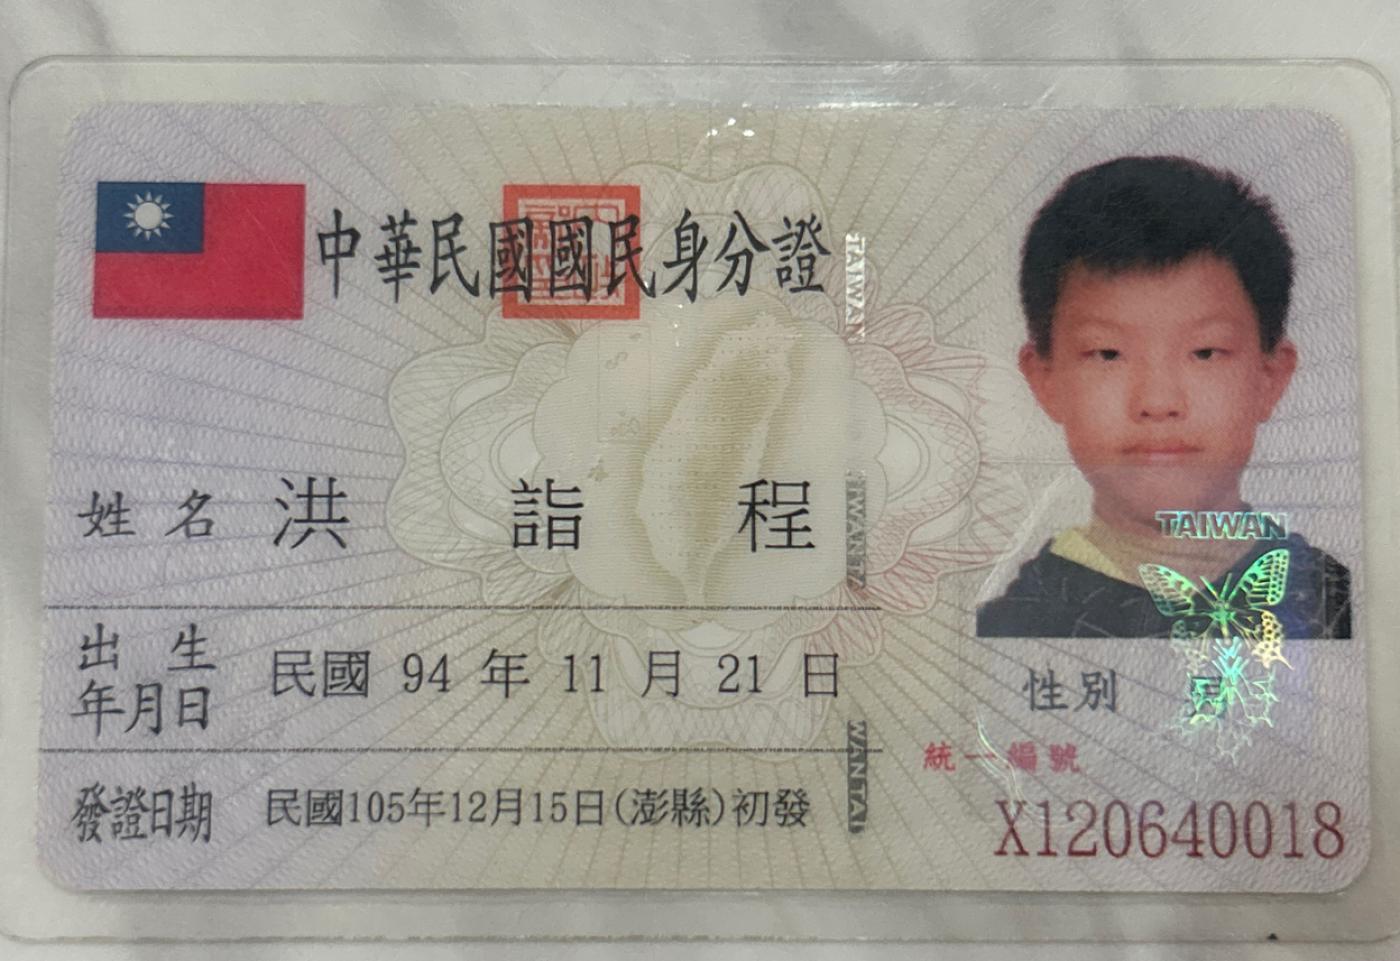 中華民國國民身分證
TAIWAN
姓名 洪 詣 程
TAIWAN
出生年月日 民國 94 年 11 月 21 日
性別 男
發證日期 民國105年12月15日(澎縣)初發
統一編號
X120640018